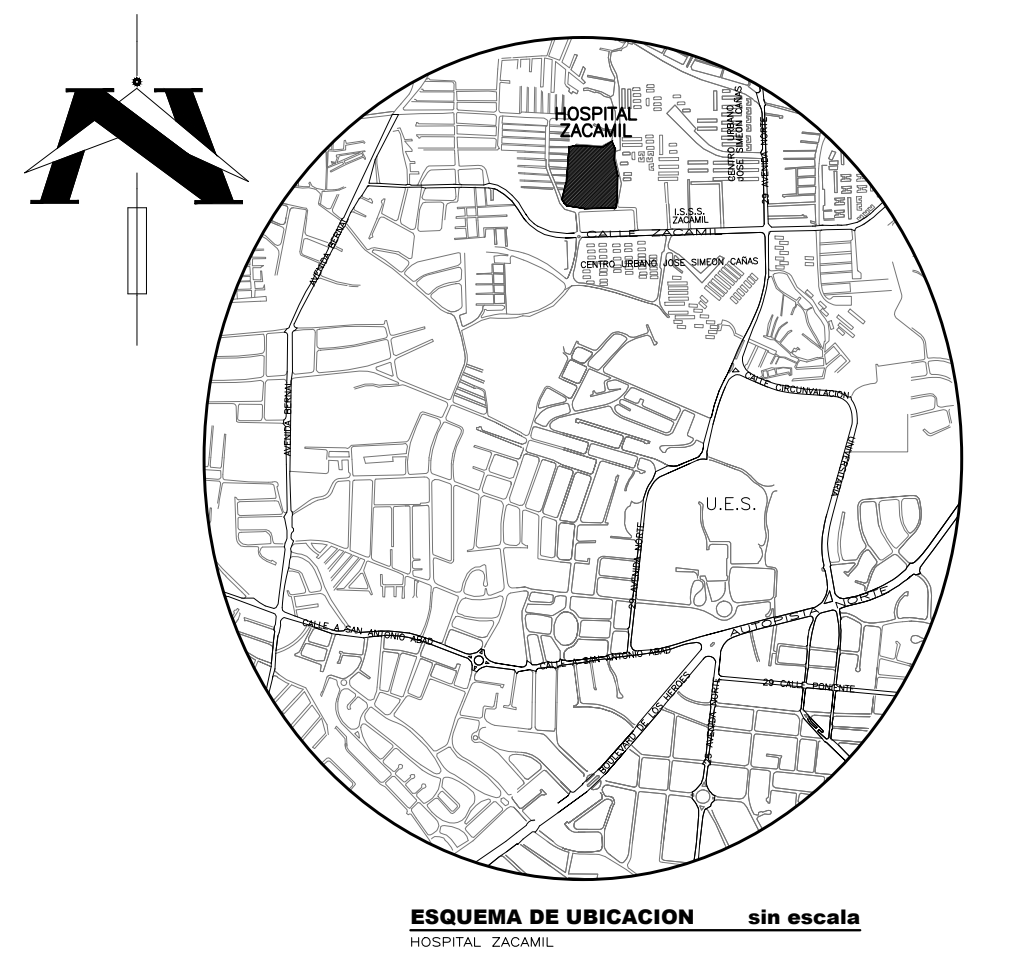 HOSPITAL
ZACAMIL
CENTRO URBANO
JOSE SIMEON CAÑAS
29 AVENIDA NORTE
I.S.S.S.
ZACAMIL
CALLE ZACAMIL
CENTRO URBANO JOSE SIMEON CAÑAS
AVENIDA BERNAL
AVENIDA BERNAL
CALLE CIRCUNVALACION
UNIVERSITARIA
U.E.S.
29 AVENIDA NORTE
AUTOPISTA NORTE
CALLE A SAN ANTONIO ABAD
CALLE A SAN ANTONIO ABAD
29 CALLE PONIENTE
BOULEVARD DE LOS HEROES
AVENIDA NORTE
ESQUEMA DE UBICACION sin escala
HOSPITAL ZACAMIL